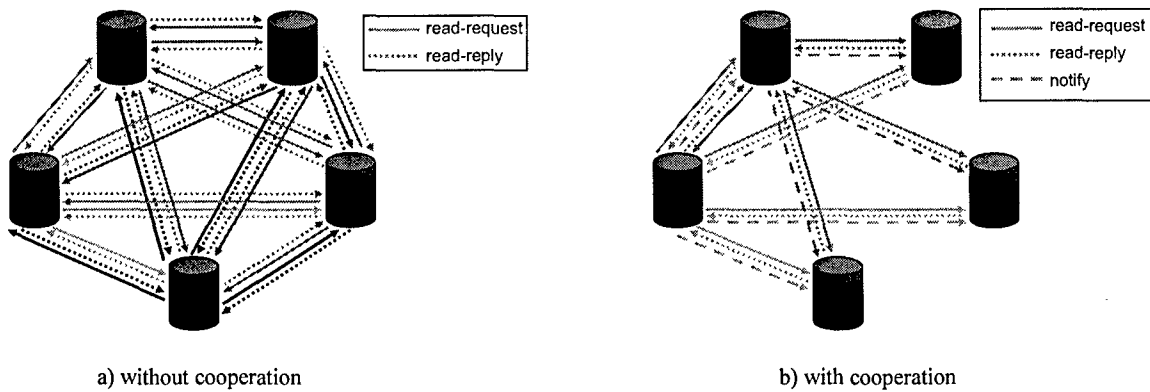 read-request
read-reply
read-request
read-reply
notify
a) without cooperation
b) with cooperation